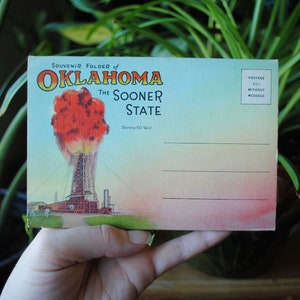 SOUVENIR FOLDER of
OKLAHOMA
THE SOONER
STATE
POSTAGE
WITHOUT
MESSAGE